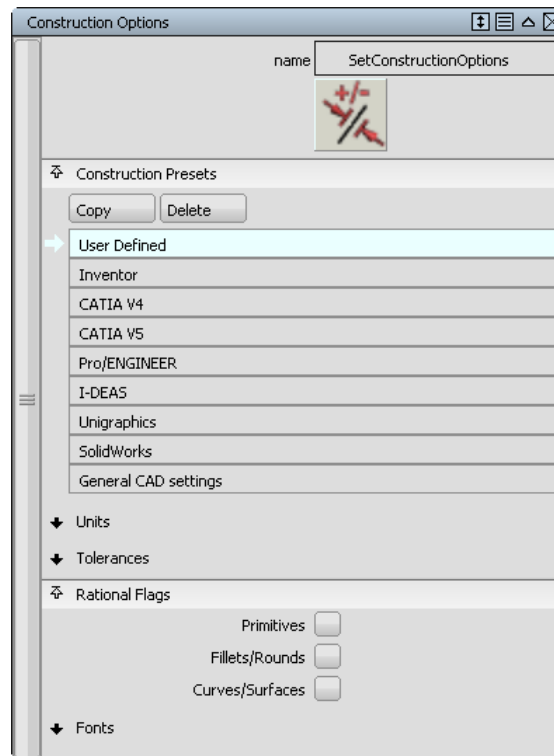 Construction Options
name SetConstructionOptions
+/-
Construction Presets
Copy Delete
User Defined
Inventor
CATIA V4
CATIA V5
Pro/ENGINEER
I-DEAS
Unigraphics
SolidWorks
General CAD settings
Units
Tolerances
Rational Flags
Primitives
Fillets/Rounds
Curves/Surfaces
Fonts